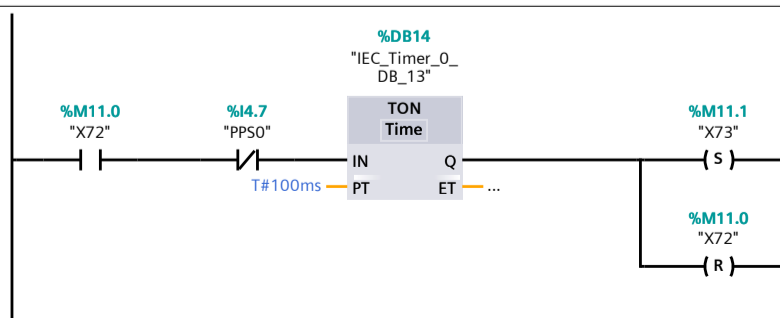 %DB14
"IEC_Timer_0_
DB_13"
%M11.0
"X72"
%I4.7
"PPS0"
TON
Time
%M11.1
"X73"
IN
Q
S
T#100ms
PT
ET
...
%M11.0
"X72"
R